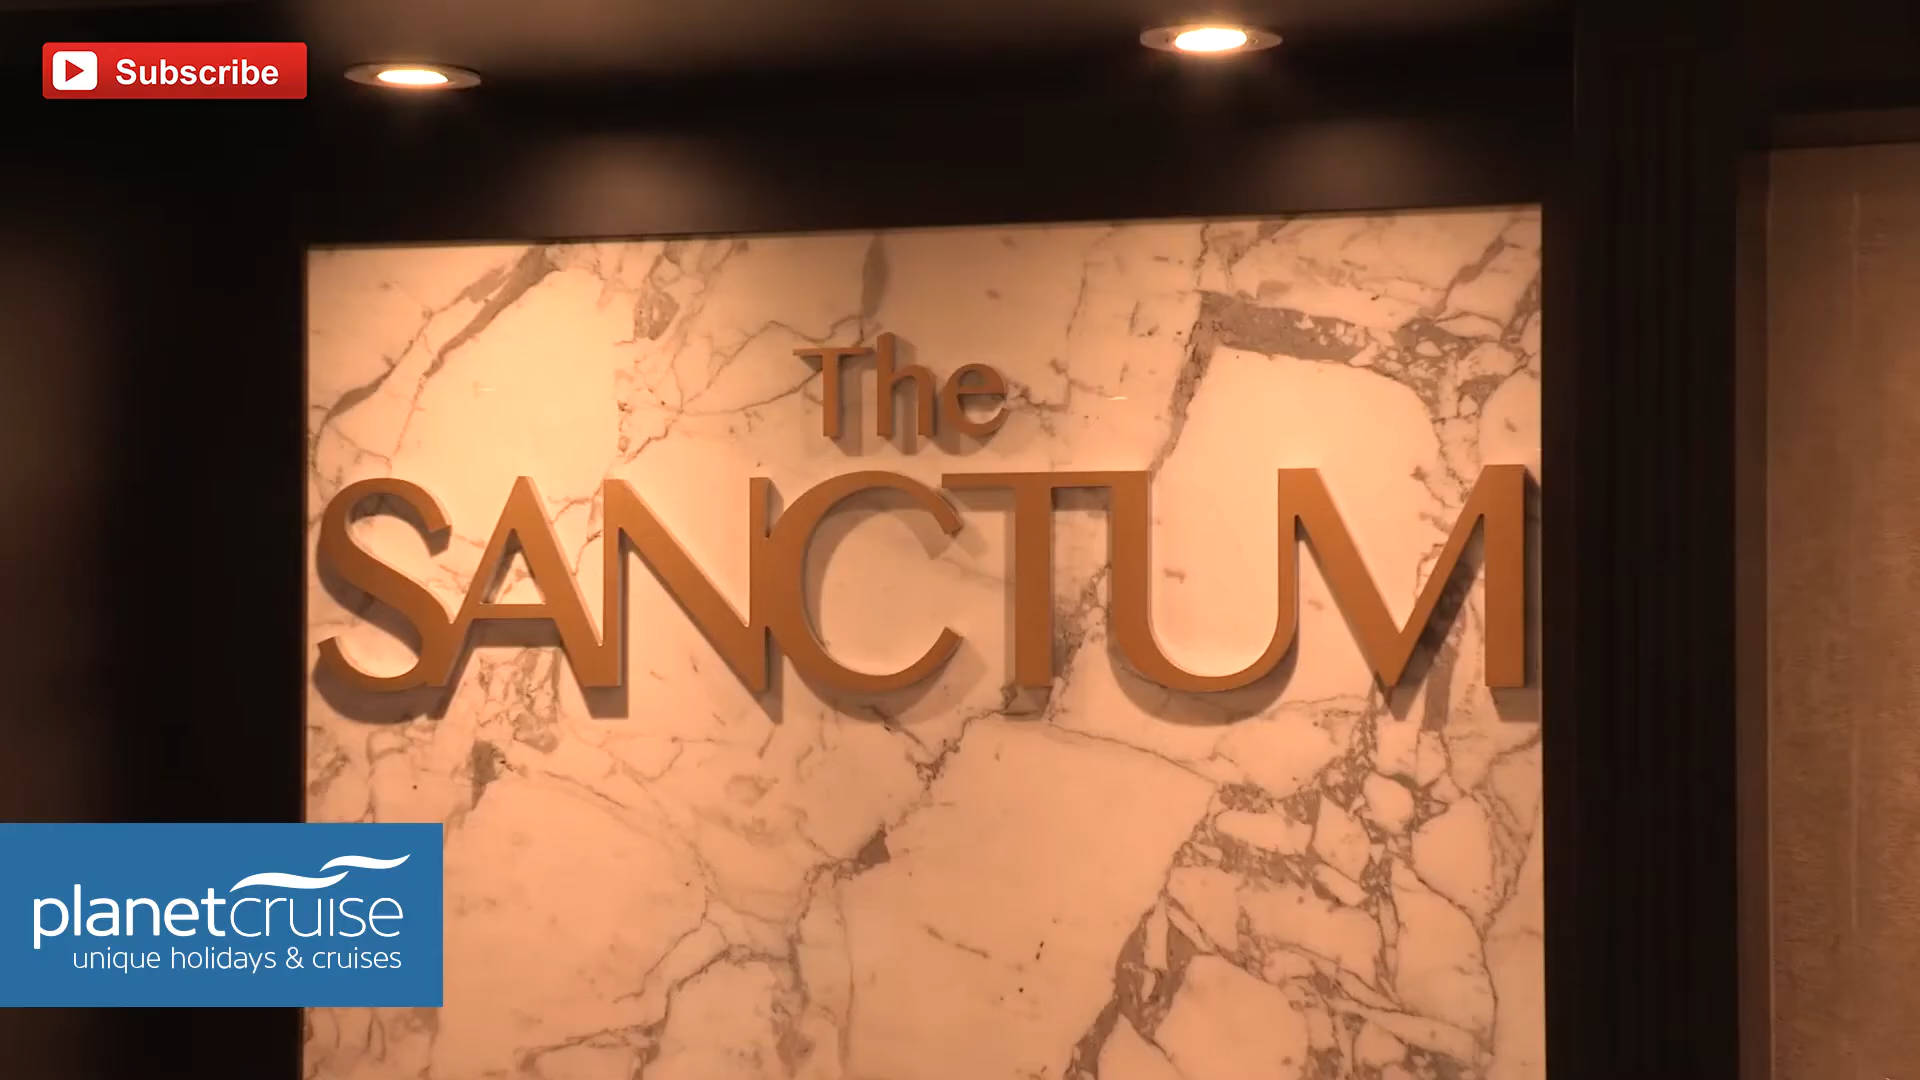 Subscribe
The
SANCTUM
planetcruise
unique holidays & cruises